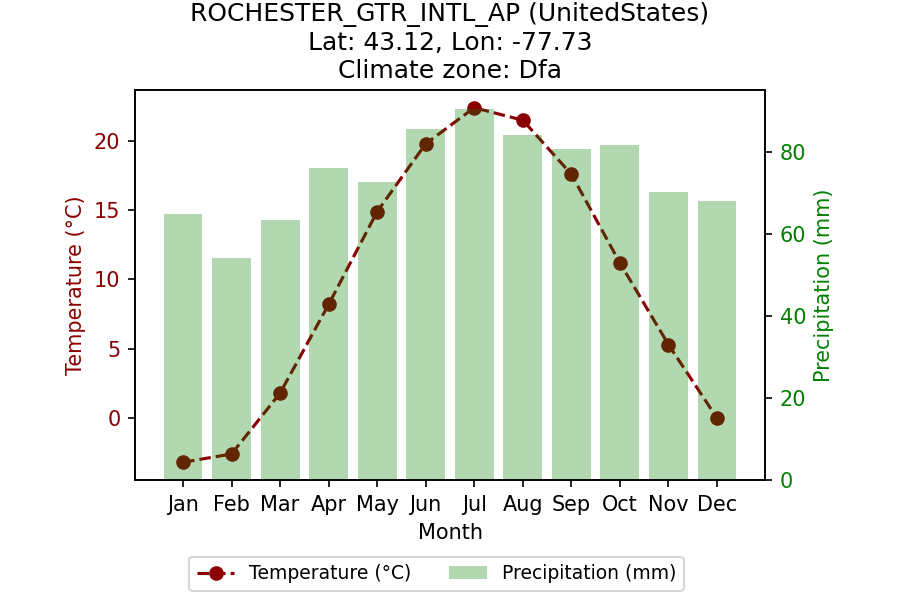 ROCHESTER_GTR_INTL_AP (UnitedStates)
Lat: 43.12, Lon: -77.73
Climate zone: Dfa
Temperature (°C)
20
15
10
5
0
Precipitation (mm)
80
60
40
20
0
Jan Feb Mar Apr May Jun Jul Aug Sep Oct Nov Dec
Month
Temperature (°C) Precipitation (mm)